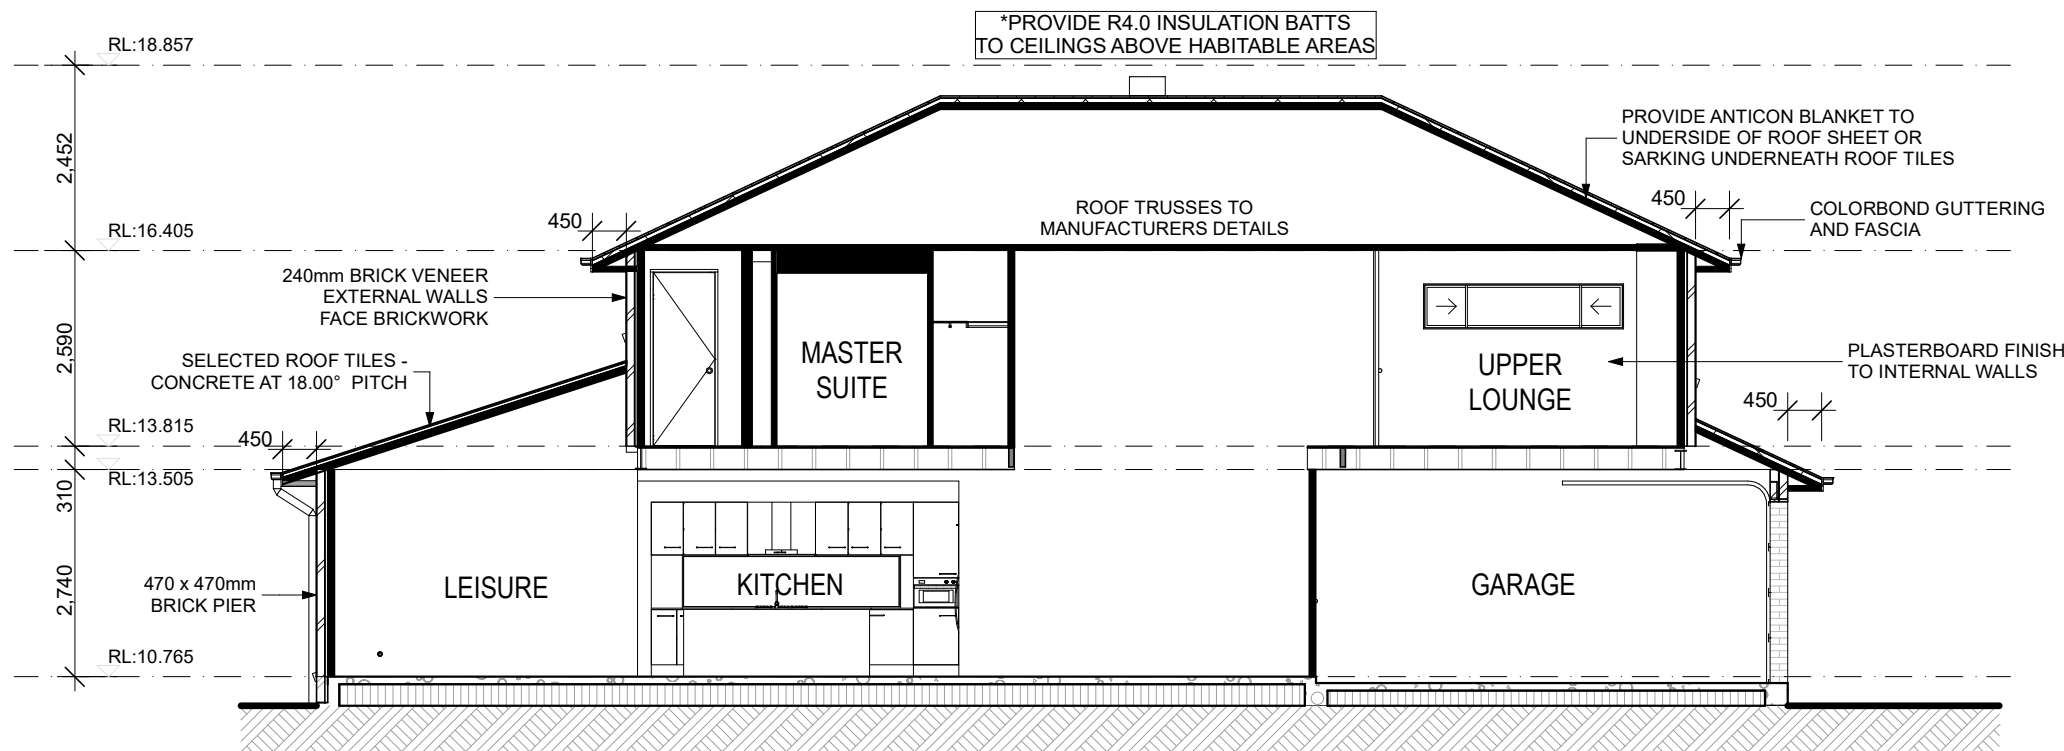 *PROVIDE R4.0 INSULATION BATTS
TO CEILINGS ABOVE HABITABLE AREAS
RL:18.857
2,452
PROVIDE ANTICON BLANKET TO
UNDERSIDE OF ROOF SHEET OR
SARKING UNDERNEATH ROOF TILES
450
COLORBOND GUTTERING
AND FASCIA
ROOF TRUSSES TO
MANUFACTURERS DETAILS
450
RL:16.405
240mm BRICK VENEER
EXTERNAL WALLS
FACE BRICKWORK
2,590
SELECTED ROOF TILES -
CONCRETE AT 18.00° PITCH
MASTER
SUITE
UPPER
LOUNGE
PLASTERBOARD FINISH
TO INTERNAL WALLS
450
RL:13.815
450
RL:13.505
310
2,740
470 x 470mm
BRICK PIER
LEISURE
KITCHEN
GARAGE
RL:10.765